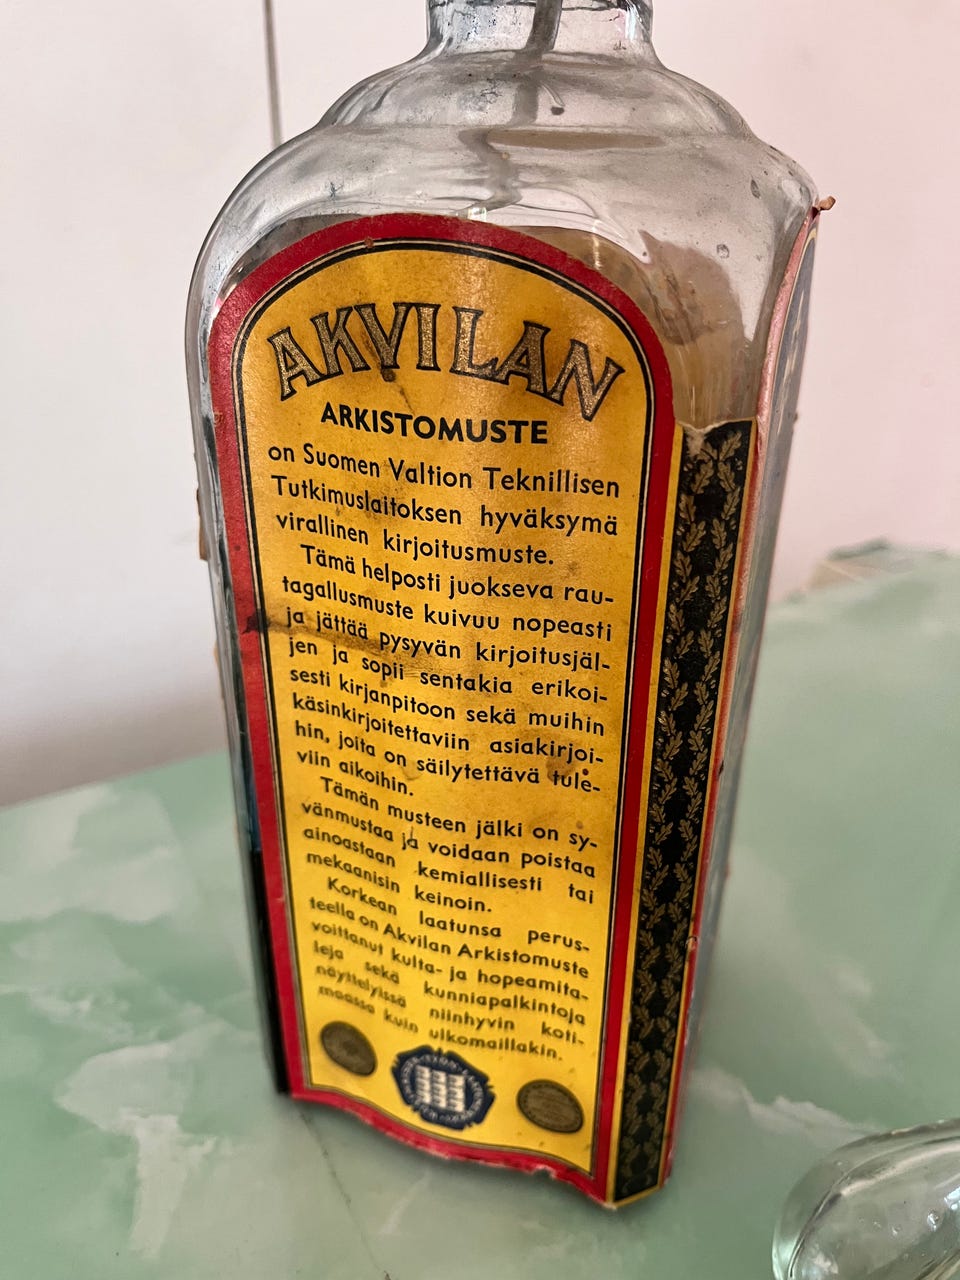 AKVILAN
ARKISTOMUSTE
on Suomen Valtion Teknillisen
Tutkimuslaitoksen hyväksymä
virallinen kirjoitusmuste.
Tämä helposti juokseva rau-
tagallusmuste kuivuu nopeasti
ja jättää pysyvän kirjoitusjäl-
jen ja sopii sentakia erikoi-
sesti kirjanpitoon sekä muihin
käsinkirjoitettaviin asiakirjoi-
hin, joita on säilytettävä tule-
viin aikoihin.
Tämän musteen jälki on sy-
vänmustaa ja voidaan poistaa
ainoastaan kemiallisesti tai
mekaanisin keinoin.
Korkean laatunsa perus-
teella on Akvilan Arkistomuste
voittanut kulta- ja hopeamita-
leja sekä kunniapalkintoja
näyttelyissä niinhyvin koti-
maassa kuin ulkomaillakin.